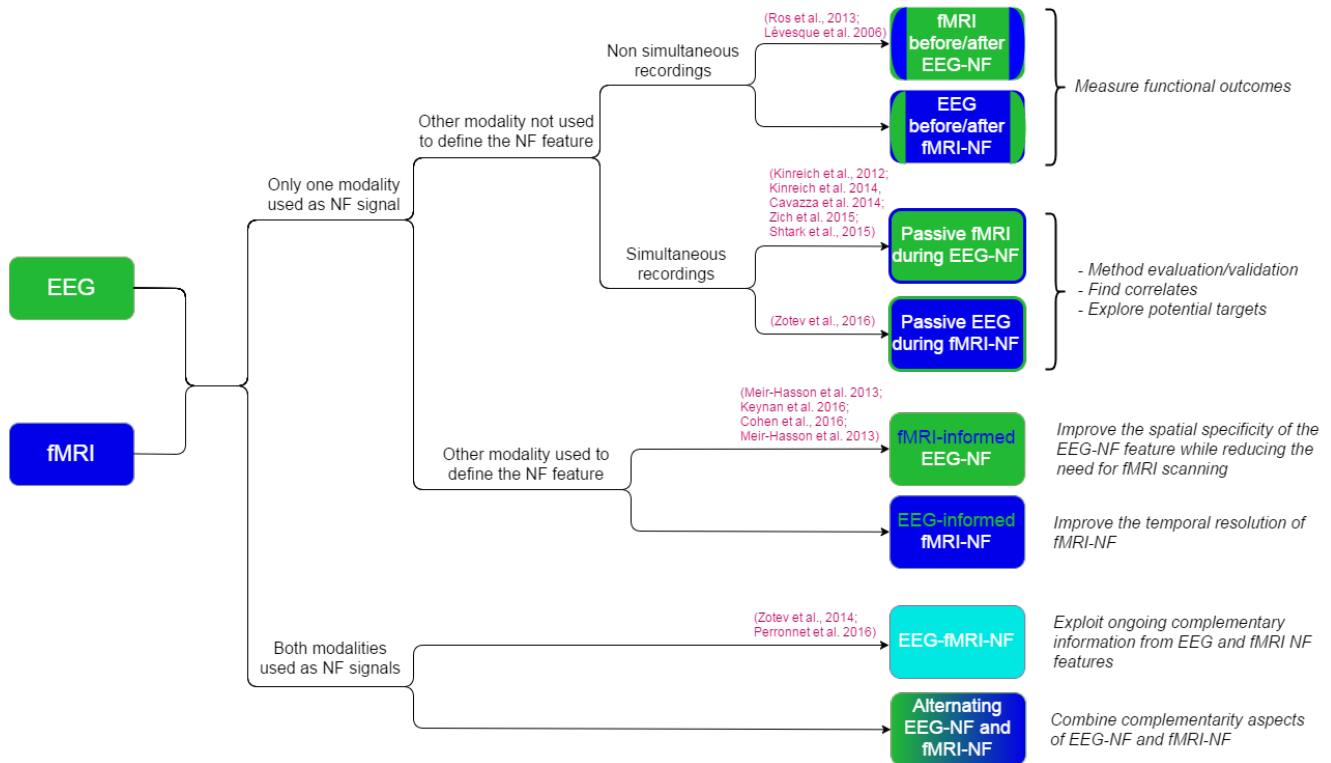 EEG
fMRI
Only one modality
used as NF signal
Both modalities
used as NF signals
Other modality not used
to define the NF feature
Other modality used to
define the NF feature
Non simultaneous
recordings
Simultaneous
recordings
(Ros et al., 2013;
Lévesque et al. 2006)
fMRI
before/after
EEG-NF
EEG
before/after
fMRI-NF
Measure functional outcomes
(Kinreich et al., 2012;
Kinreich et al. 2014,
Cavazza et al. 2014;
Zich et al. 2015;
Shtark et al., 2015)
Passive fMRI
during EEG-NF
(Zotev et al., 2016)
Passive EEG
during fMRI-NF
- Method evaluation/validation
- Find correlates
- Explore potential targets
(Meir-Hasson et al. 2013;
Keynan et al. 2016;
Cohen et al., 2016;
Meir-Hasson et al. 2013)
fMRI-informed
EEG-NF
Improve the spatial specificity of the
EEG-NF feature while reducing the
need for fMRI scanning
EEG-informed
fMRI-NF
Improve the temporal resolution of
fMRI-NF
(Zotev et al., 2014;
Perronnet et al. 2016)
EEG-fMRI-NF
Exploit ongoing complementary
information from EEG and fMRI NF
features
Alternating
EEG-NF and
fMRI-NF
Combine complementarity aspects
of EEG-NF and fMRI-NF